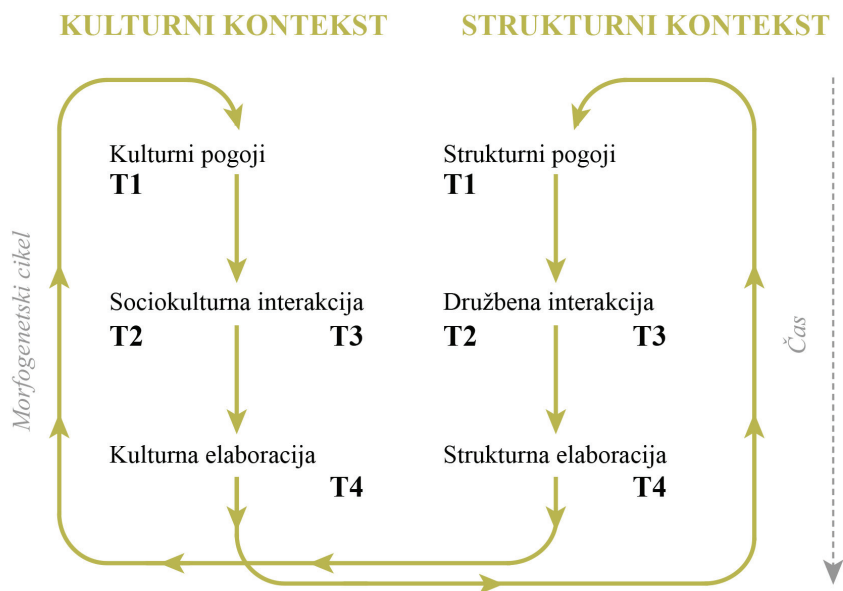 KULTURNI KONTEKST
STRUKTURNI KONTEKST
Kulturni pogoji
T1
Strukturni pogoji
T1
Sociokulturna interakcija
T2 T3
Družbena interakcija
T2 T3
Kulturna elaboracija
T4
Strukturna elaboracija
T4
Morfogenetski cikel
Čas